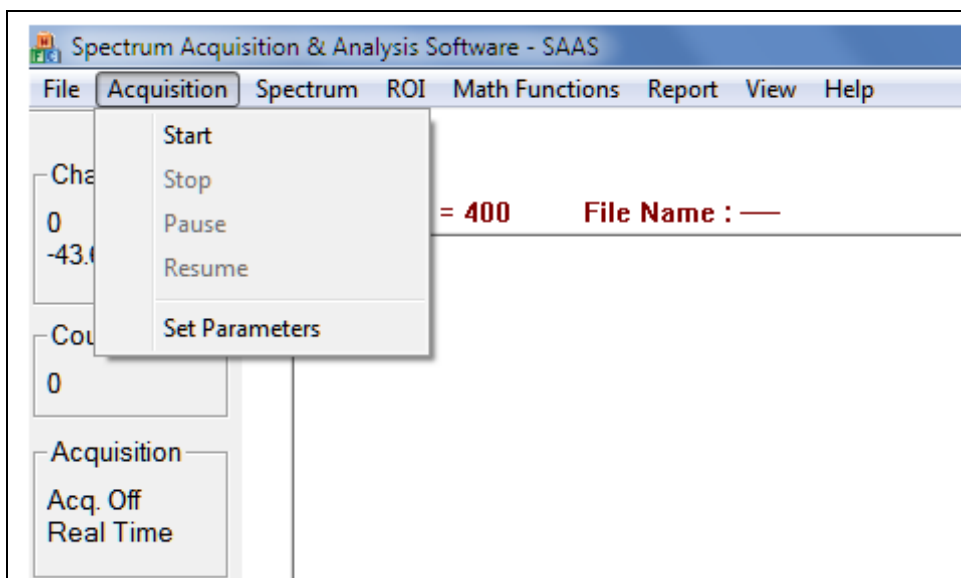 Spectrum Acquisition & Analysis Software - SAAS
File Acquisition Spectrum ROI Math Functions Report View Help
Start
Stop
Pause
Resume
Set Parameters
= 400 File Name : —
0
0
Acquisition
Acq. Off
Real Time